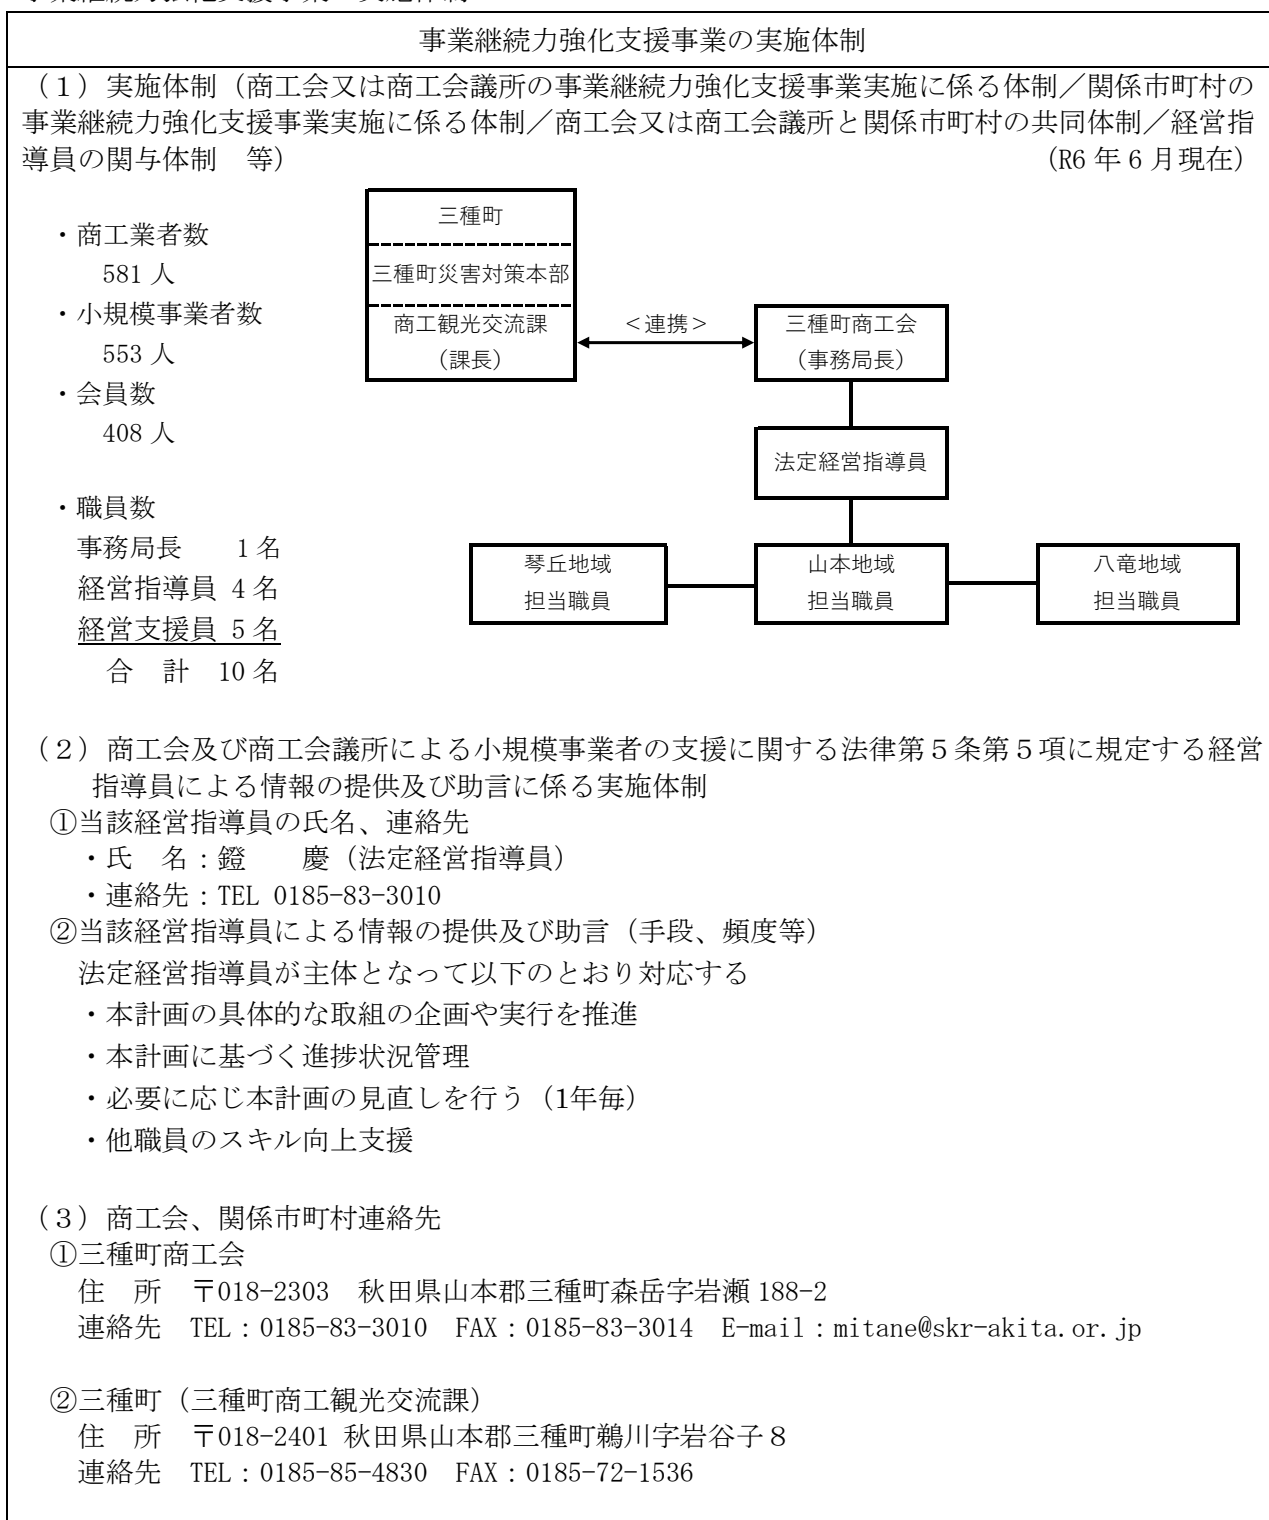 事業継続力強化支援事業の実施体制
（１）実施体制（商工会又は商工会議所の事業継続力強化支援事業実施に係る体制／関係市町村の
事業継続力強化支援事業実施に係る体制／商工会又は商工会議所と関係市町村の共同体制／経営指
導員の関与体制　等）　（R6 年 6 月現在）
・商工業者数
581 人
・小規模事業者数
553 人
・会員数
408 人
・職員数
事務局長　　1 名
経営指導員 4 名
経営支援員 5 名
合　計　10 名
三種町
三種町災害対策本部
商工観光交流課
（課長）
＜連携＞
三種町商工会
（事務局長）
法定経営指導員
琴丘地域
担当職員
山本地域
担当職員
八竜地域
担当職員
（２）商工会及び商工会議所による小規模事業者の支援に関する法律第５条第５項に規定する経営
指導員による情報の提供及び助言に係る実施体制
①当該経営指導員の氏名、連絡先
・氏　名：鐙　　慶（法定経営指導員）
・連絡先：TEL 0185-83-3010
②当該経営指導員による情報の提供及び助言（手段、頻度等）
法定経営指導員が主体となって以下のとおり対応する
・本計画の具体的な取組の企画や実行を推進
・本計画に基づく進捗状況管理
・必要に応じ本計画の見直しを行う（1年毎）
・他職員のスキル向上支援
（３）商工会、関係市町村連絡先
①三種町商工会
住　所　〒018-2303　秋田県山本郡三種町森岳字岩瀬 188-2
連絡先　TEL：0185-83-3010　FAX：0185-83-3014　E-mail：mitane@skr-akita.or.jp
②三種町（三種町商工観光交流課）
住　所　〒018-2401 秋田県山本郡三種町鵜川字岩谷子８
連絡先　TEL：0185-85-4830　FAX：0185-72-1536